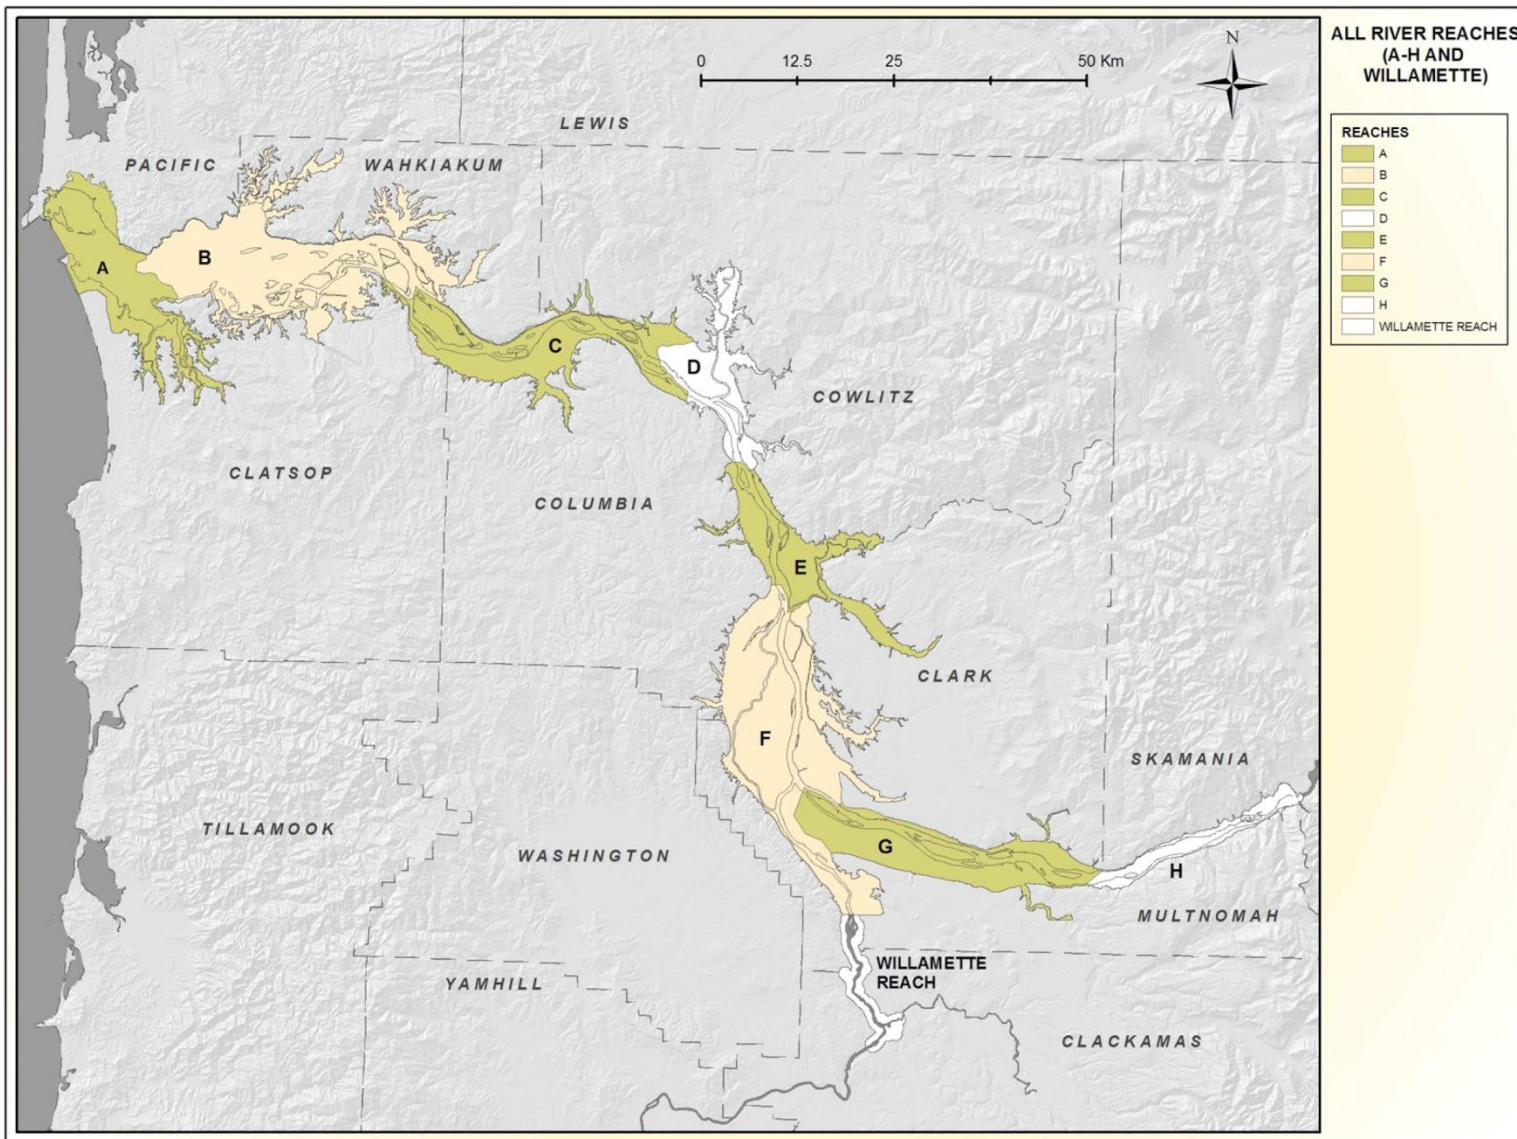 ALL RIVER REACHES
(A-H AND
WILLAMETTE)
N
0 12.5 25 50 Km
REACHES
A
B
C
D
E
F
G
H
WILLAMETTE REACH
LEWIS
PACIFIC
WAHKIAKUM
A
B
C
D
COWLITZ
CLATSOP
COLUMBIA
E
CLARK
F
SKAMANIA
TILLAMOOK
WASHINGTON
G
H
MULTNOMAH
WILLAMETTE
REACH
YAMHILL
CLACKAMAS